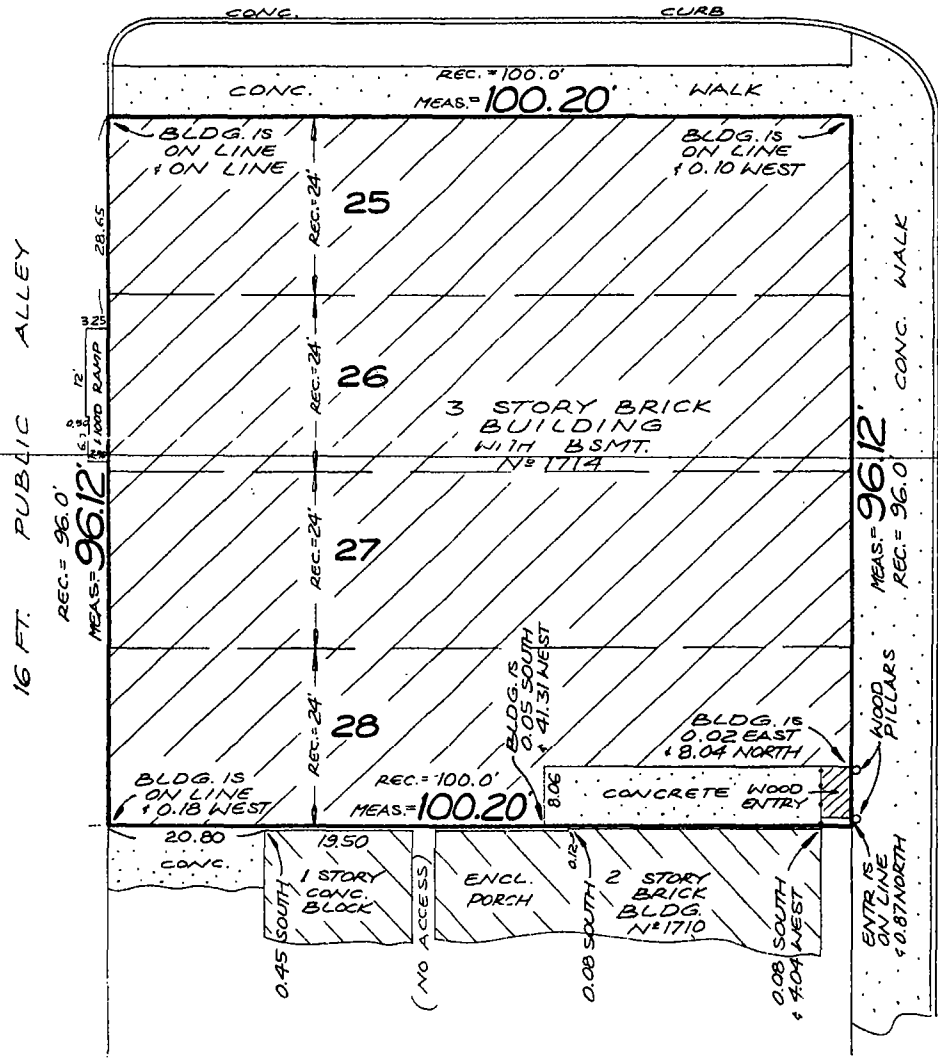 CONC. CURB
REC. = 100.0'
CONC. MEAS. = 100.20' WALK
BLDG. IS
ON LINE
& ON LINE
BLDG. IS
ON LINE
& 0.10 WEST
REC. = 24'
25
28.65
16 FT. PUBLIC ALLEY
CONC. WALK
3.25
12'
WOOD RAMP
REC. = 24'
26
3 STORY BRICK
BUILDING
WITH BSMT.
Nº 1714
REC. = 96.0'
MEAS. = 96.12'
MEAS. = 96.12'
REC. = 96.0
REC. = 24'
27
REC. = 24'
28
BLDG. IS
0.05 SOUTH
& 41.31 WEST
BLDG. IS
0.02 EAST
& 8.04 NORTH
WOOD
PILLARS
BLDG. IS
ON LINE
& 0.18 WEST
REC. = 100.0'
MEAS. = 100.20'
8.06
CONCRETE
WOOD
ENTRY
20.80
CONC.
19.50
1 STORY
CONC.
BLOCK
0.45 SOUTH
(NO ACCESS)
ENCL.
PORCH
0.12
0.08 SOUTH
2 STORY
BRICK
BLDG.
Nº 1710
0.08 SOUTH
& 4.04 WEST
ENTR IS
ON LINE
& 0.87 NORTH